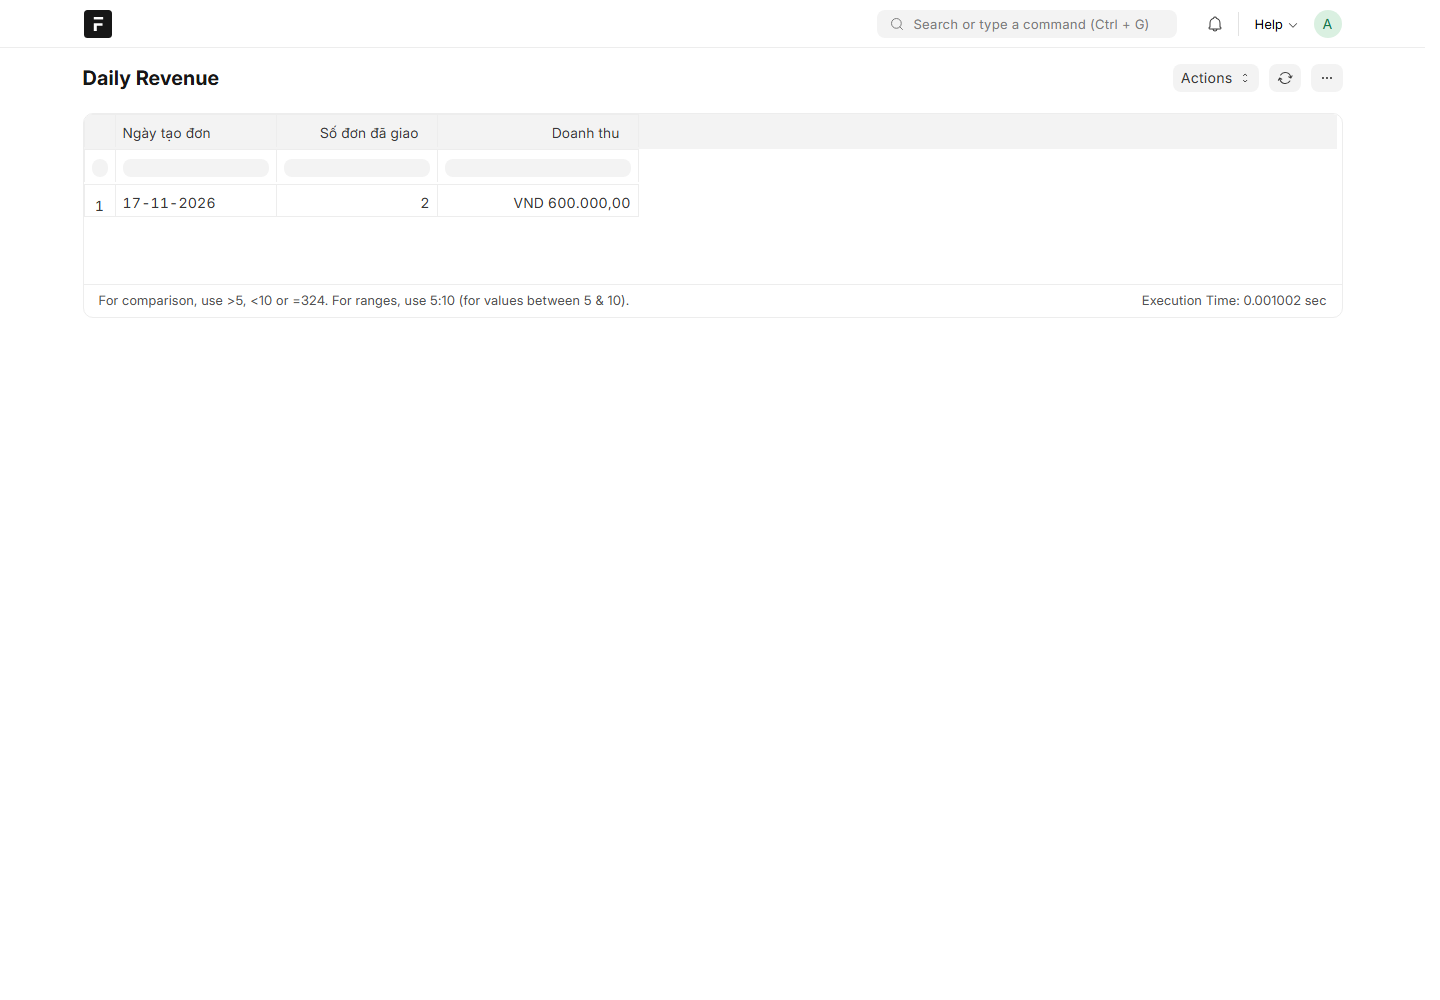 Search or type a command (Ctrl + G)
Help
A
Daily Revenue
Actions
Ngày tạo đơn Số đơn đã giao Doanh thu
1 17-11-2026 2 VND 600.000,00
For comparison, use >5, <10 or =324. For ranges, use 5:10 (for values between 5 & 10).
Execution Time: 0.001002 sec